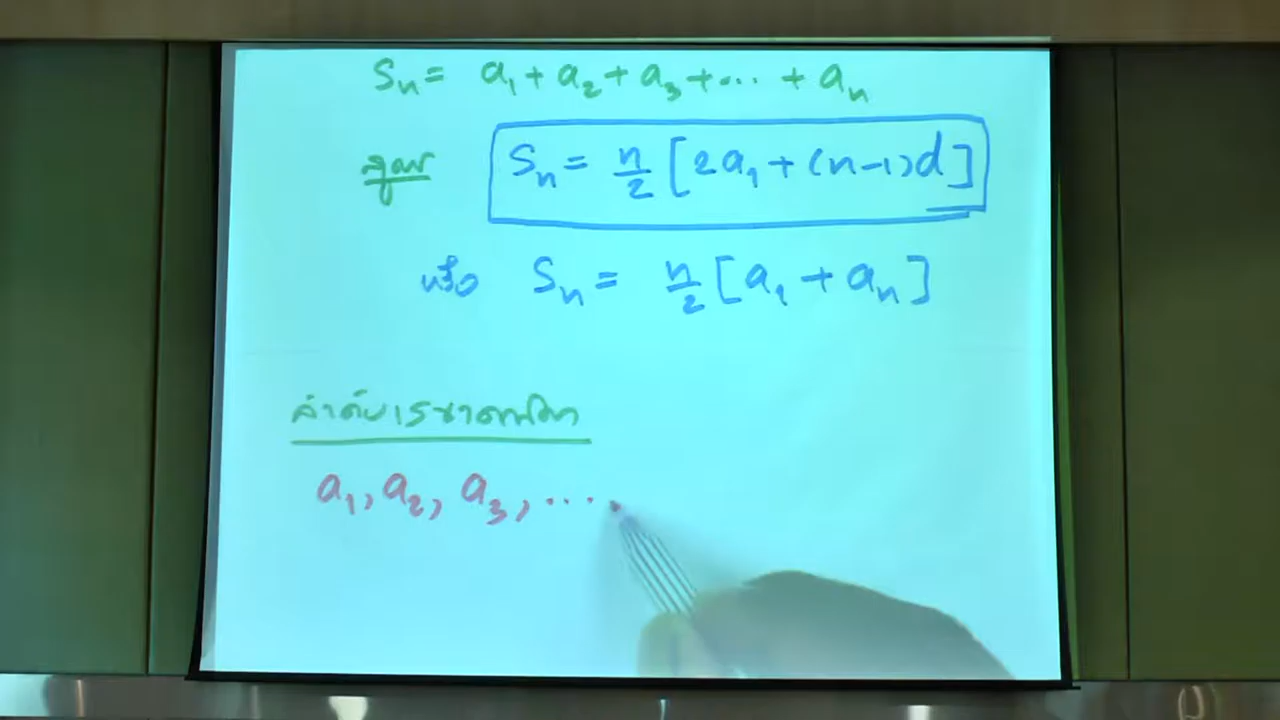 Sn = a1 + a2 + a3 + ... + an
สูตร Sn = n/2 [2a1 + (n-1)d]
หรือ Sn = n/2 [a1 + an]
ลำดับเรขาคณิต
a1, a2, a3, ....